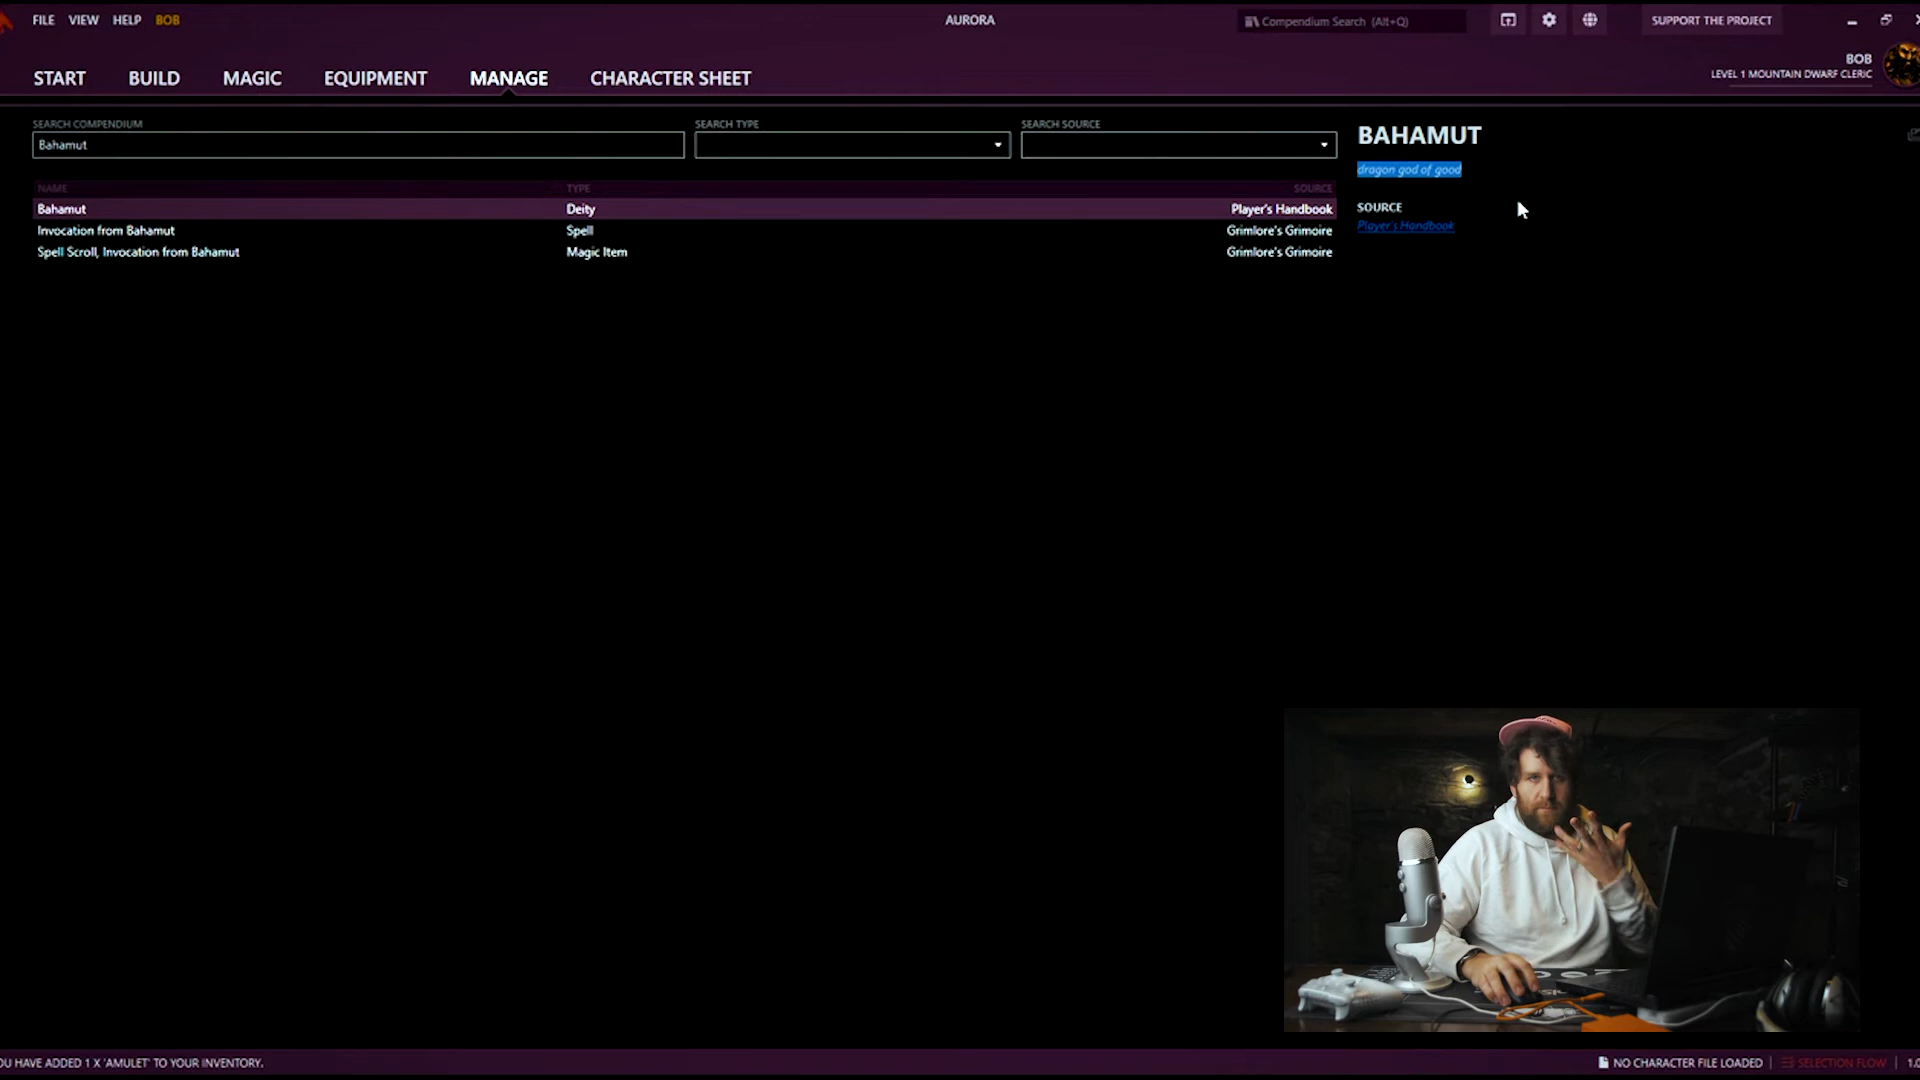 FILE VIEW HELP BOB
AURORA
Compendium Search (Alt+Q)
SUPPORT THE PROJECT
START BUILD MAGIC EQUIPMENT MANAGE CHARACTER SHEET
BOB
LEVEL 1 MOUNTAIN DWARF CLERIC
SEARCH COMPENDIUM SEARCH TYPE SEARCH SOURCE
Bahamut
NAME TYPE SOURCE
Bahamut Deity Player's Handbook
Invocation from Bahamut Spell Grimlore's Grimoire
Spell Scroll, Invocation from Bahamut Magic Item Grimlore's Grimoire
BAHAMUT
dragon god of good
SOURCE
Player's Handbook
OU HAVE ADDED 1 X 'AMULET' TO YOUR INVENTORY.
NO CHARACTER FILE LOADED
SELECTION FLOW